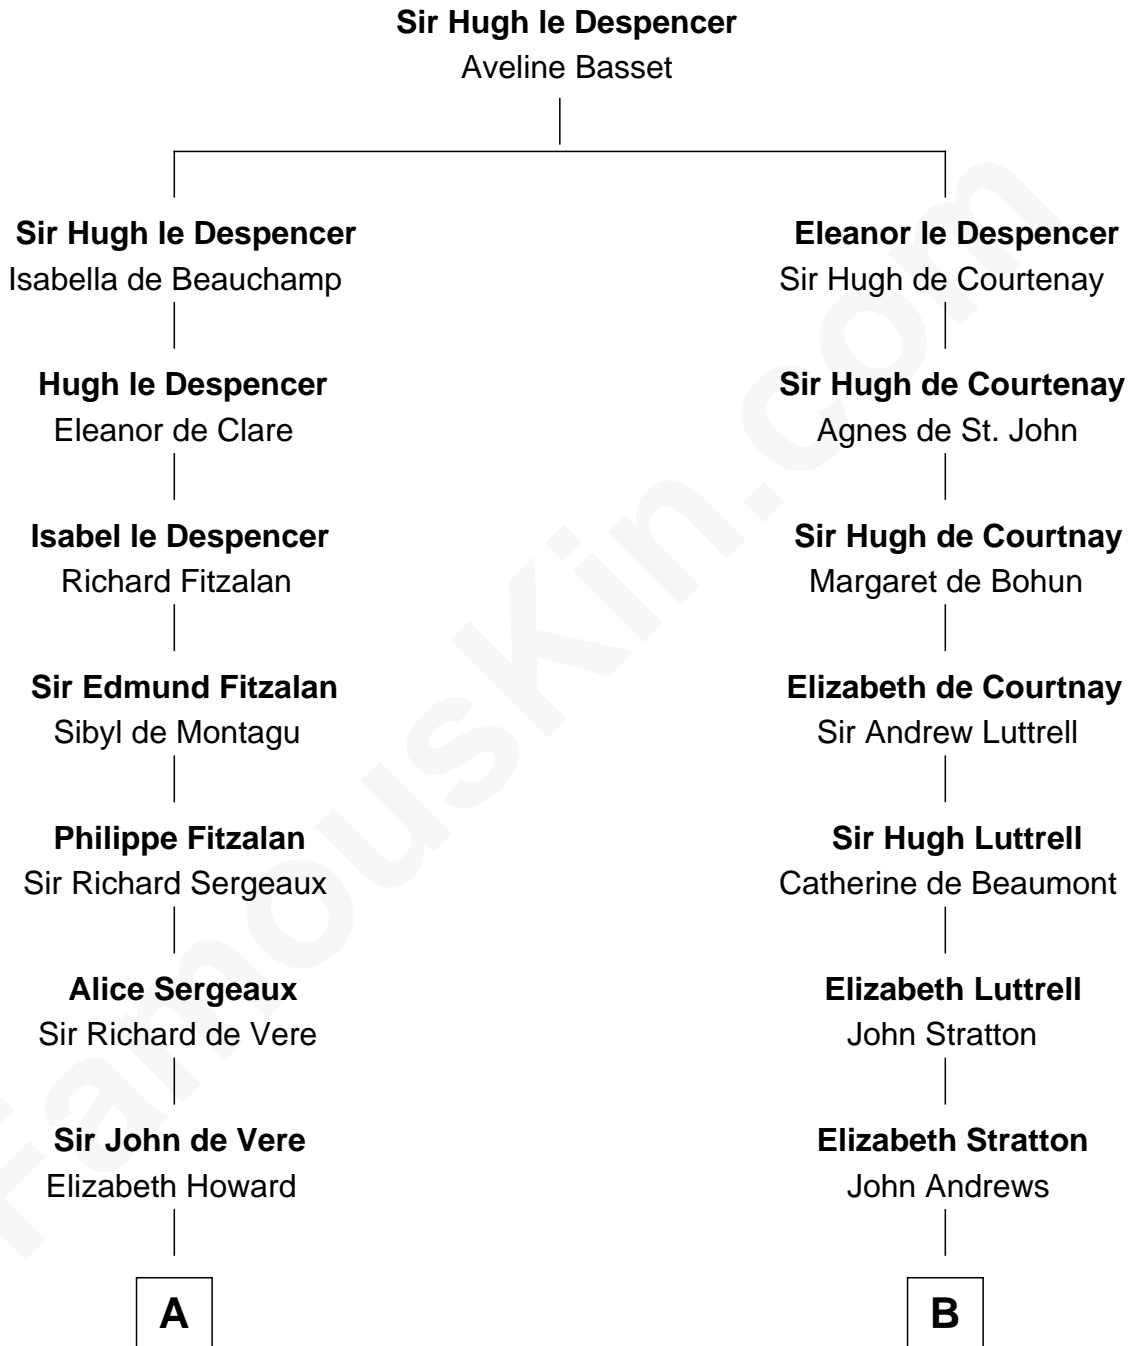 Sir Hugh le Despencer
Aveline Basset
Sir Hugh le Despencer
Isabella de Beauchamp
Hugh le Despencer
Eleanor de Clare
Isabel le Despencer
Richard Fitzalan
Sir Edmund Fitzalan
Sibyl de Montagu
Philippe Fitzalan
Sir Richard Sergeaux
Alice Sergeaux
Sir Richard de Vere
Sir John de Vere
Elizabeth Howard
A
Eleanor le Despencer
Sir Hugh de Courtenay
Sir Hugh de Courtenay
Agnes de St. John
Sir Hugh de Courtnay
Margaret de Bohun
Elizabeth de Courtnay
Sir Andrew Luttrell
Sir Hugh Luttrell
Catherine de Beaumont
Elizabeth Luttrell
John Stratton
Elizabeth Stratton
John Andrews
B
FamousKin.com